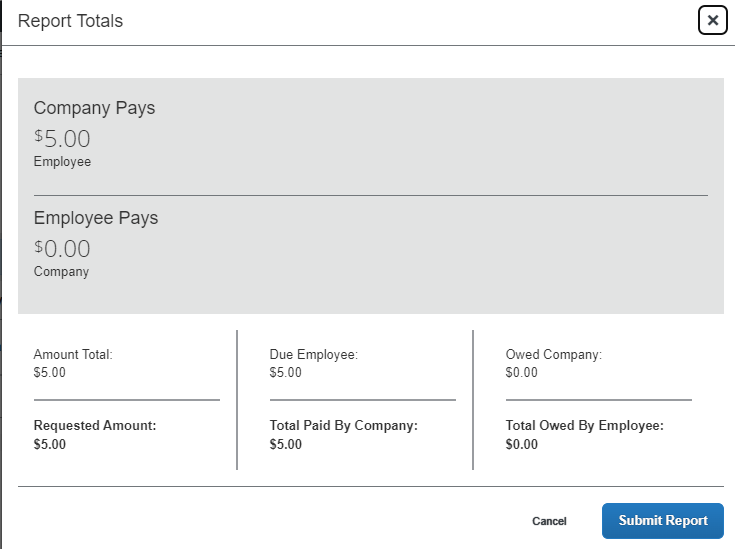 Report Totals
Company Pays
$5.00
Employee
Employee Pays
$0.00
Company
Amount Total:
$5.00
Requested Amount:
$5.00
Due Employee:
$5.00
Total Paid By Company:
$5.00
Owed Company:
$0.00
Total Owed By Employee:
$0.00
Cancel
Submit Report